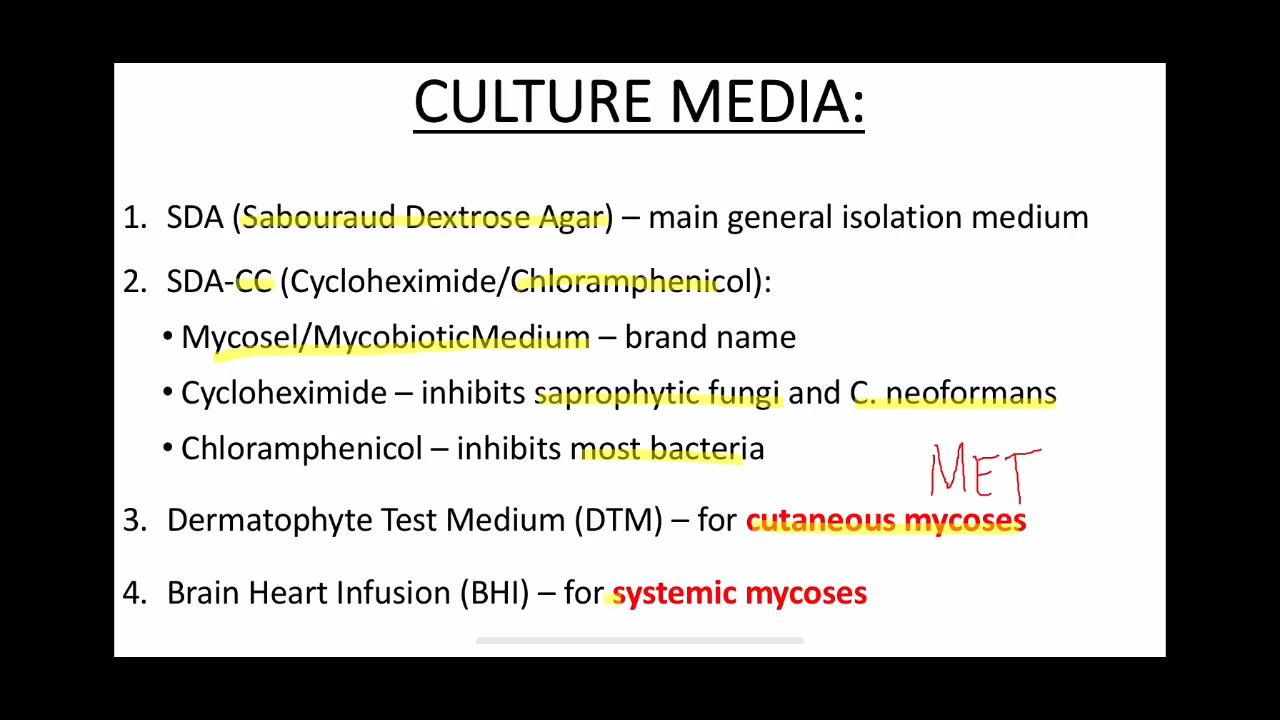 CULTURE MEDIA:
1. SDA (Sabouraud Dextrose Agar) – main general isolation medium
2. SDA-CC (Cycloheximide/Chloramphenicol):
• Mycosel/MycobioticMedium – brand name
• Cycloheximide – inhibits saprophytic fungi and C. neoformans
• Chloramphenicol – inhibits most bacteria
MET
3. Dermatophyte Test Medium (DTM) – for cutaneous mycoses
4. Brain Heart Infusion (BHI) – for systemic mycoses